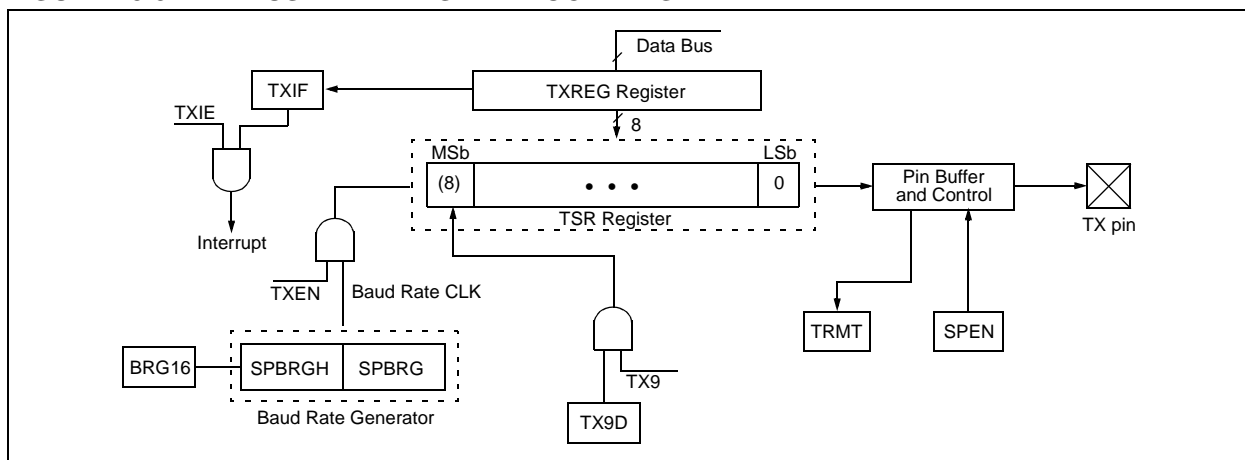 Data Bus
TXIF
TXREG Register
TXIE
8
MSb
LSb
(8)
• • •
0
Pin Buffer
and Control
TSR Register
TX pin
Interrupt
TXEN
Baud Rate CLK
TRMT
SPEN
BRG16
SPBRGH
SPBRG
TX9
Baud Rate Generator
TX9D